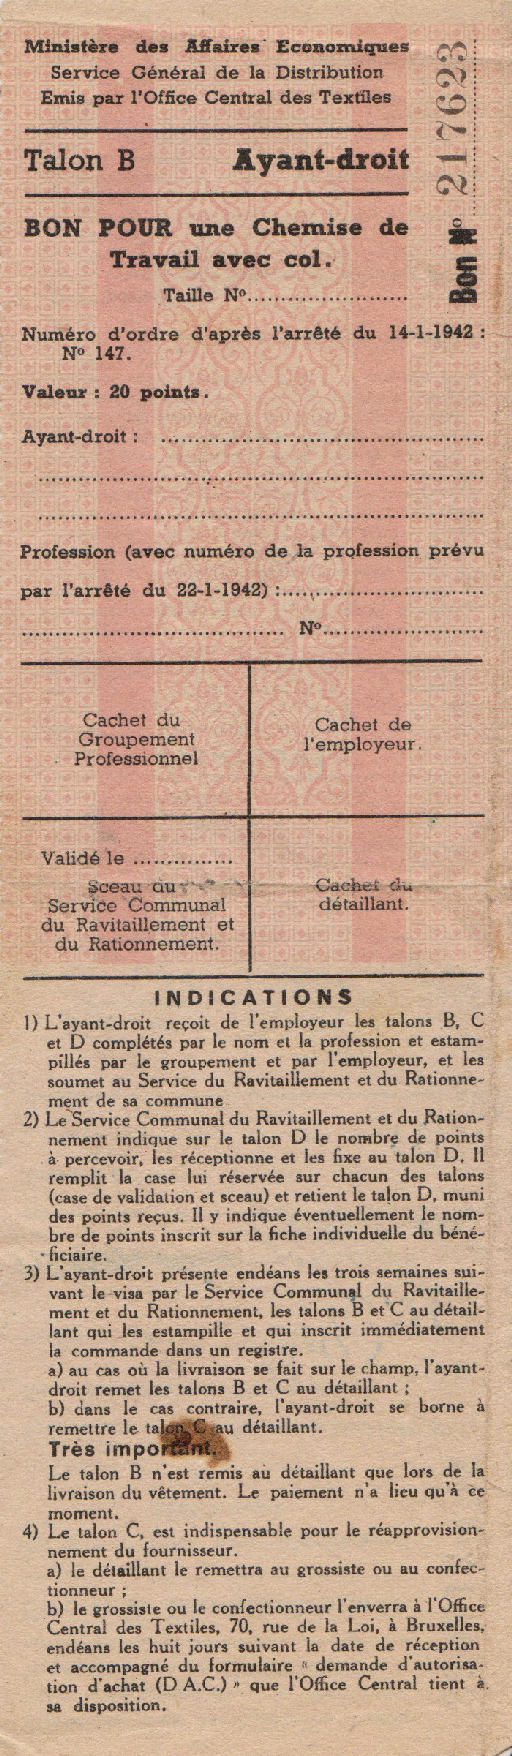 Ministère des Affaires Economiques
Service Général de la Distribution
Emis par l'Office Central des Textiles
Bon Nº 217623
Talon B Ayant-droit
BON POUR une Chemise de
Travail avec col.
Taille Nº........................
Numéro d'ordre d'après l'arrêté du 14-1-1942 :
Nº 147.
Valeur : 20 points.
Ayant-droit : ................................................
................................................................
................................................................
Profession (avec numéro de la profession prévu
par l'arrêté du 22-1-1942) :..............................
....................................... Nº........................
Cachet du
Groupement
Professionnel
Cachet de
l'employeur.
Validé le ...............
Sceau du
Service Communal
du Ravitaillement et
du Rationnement.
Cachet du
détaillant.
INDICATIONS
1) L'ayant-droit reçoit de l'employeur les talons B, C
et D complétés par le nom et la profession et estam-
pillés par le groupement et par l'employeur, et les
soumet au Service du Ravitaillement et du Rationne-
ment de sa commune
2) Le Service Communal du Ravitaillement et du Ration-
nement indique sur le talon D le nombre de points
à percevoir, les réceptionne et les fixe au talon D. Il
remplit la case lui réservée sur chacun des talons
(case de validation et sceau) et retient le talon D, muni
des points reçus. Il y indique éventuellement le nom-
bre de points inscrit sur la fiche individuelle du béné-
ficiaire.
3) L'ayant-droit présente endéans les trois semaines sui-
vant le visa par le Service Communal du Ravitaille-
ment et du Rationnement, les talons B et C au détail-
lant qui les estampille et qui inscrit immédiatement
la commande dans un registre.
a) au cas où la livraison se fait sur le champ, l'ayant-
droit remet les talons B et C au détaillant ;
b) dans le cas contraire, l'ayant-droit se borne à
remettre le talon C au détaillant.
Très important.
Le talon B n'est remis au détaillant que lors de la
livraison du vêtement. Le paiement n'a lieu qu'à ce
moment.
4) Le talon C, est indispensable pour le réapprovision-
nement du fournisseur.
a) le détaillant le remettra au grossiste ou au confec-
tionneur ;
b) le grossiste ou le confectionneur l'enverra à l'Office
Central des Textiles, 70, rue de la Loi, à Bruxelles,
endéans les huit jours suivant la date de réception
et accompagné du formulaire « demande d'autorisa-
tion d'achat (D A.C.) » que l'Office Central tient à
sa disposition.